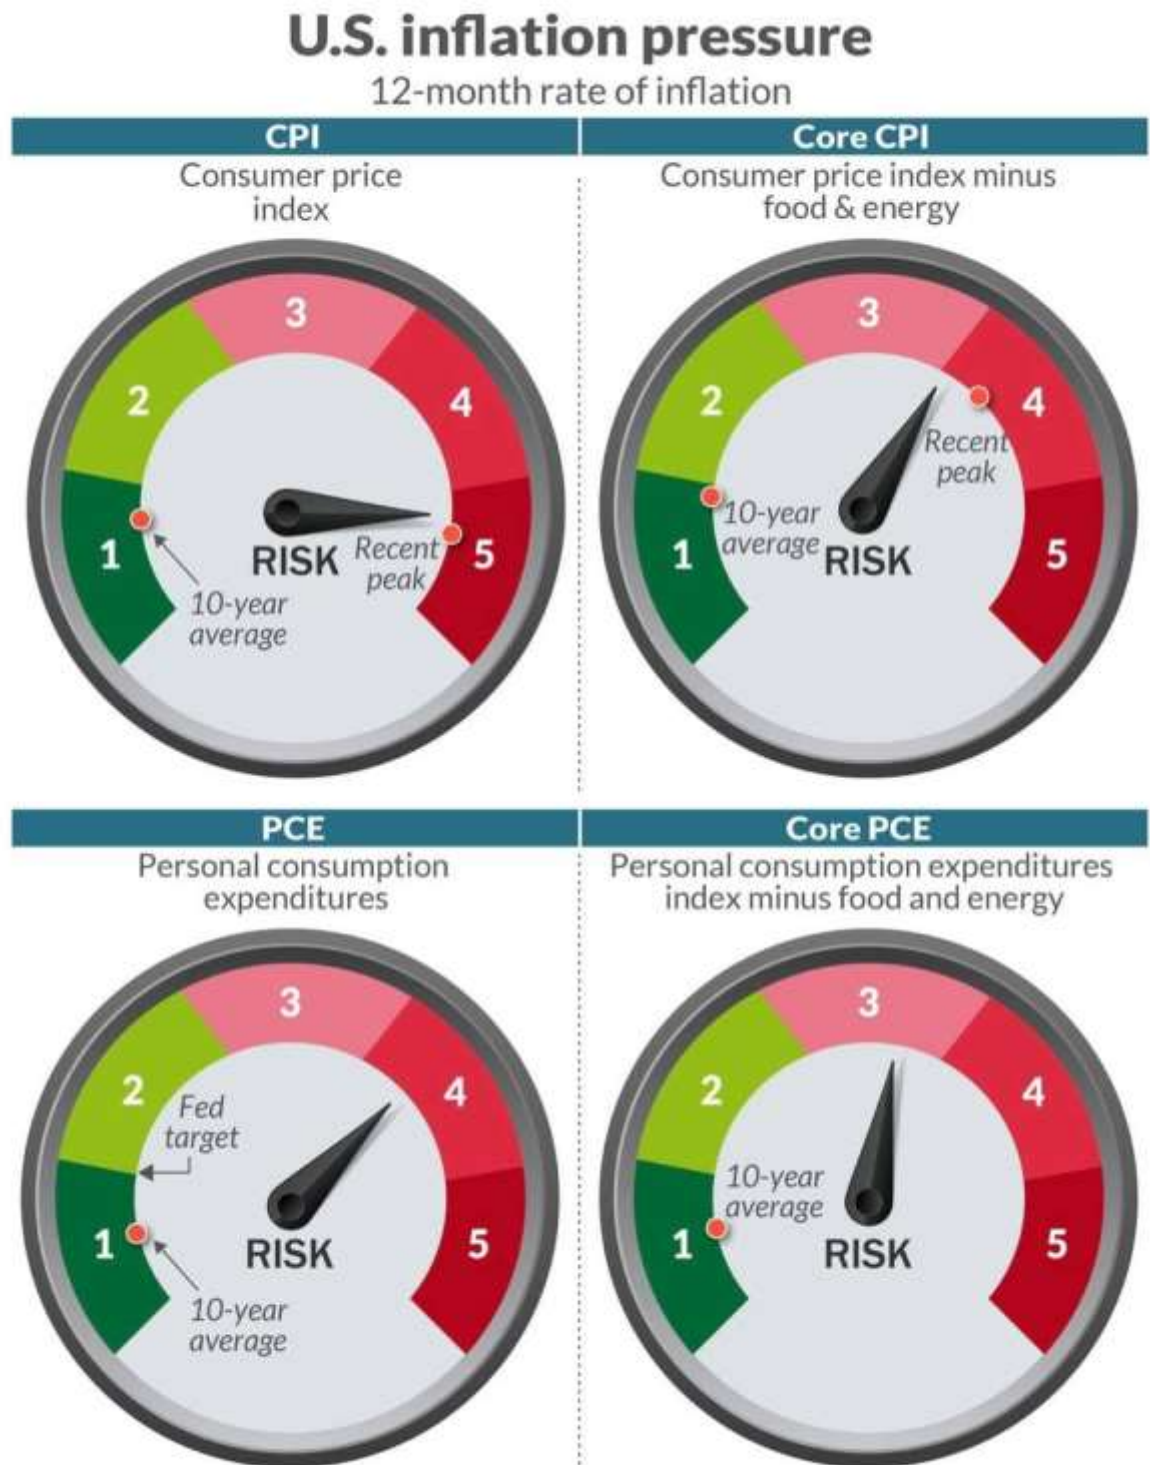 U.S. inflation pressure
12-month rate of inflation
CPI
Consumer price
index
3
2
4
1
5
RISK
Recent
peak
10-year
average
Core CPI
Consumer price index minus
food & energy
3
2
4
Recent
peak
10-year
average
1
5
RISK
PCE
Personal consumption
expenditures
3
2
4
Fed
target
1
5
RISK
10-year
average
Core PCE
Personal consumption expenditures
index minus food and energy
3
2
4
10-year
average
1
5
RISK